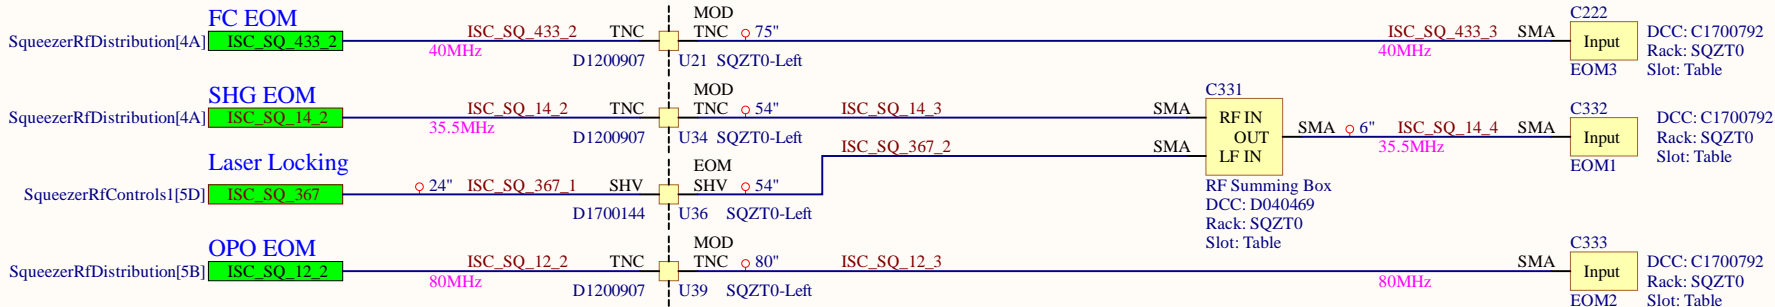 FC EOM
MOD
C222
SqueezerRfDistribution[4A] ISC_SQ_433_2 ISC_SQ_433_2 TNC TNC 75" ISC_SQ_433_3 SMA Input DCC: C1700792
40MHz 40MHz Rack: SQZT0
D1200907 U21 SQZT0-Left EOM3 Slot: Table
SHG EOM
MOD
C331
C332
SqueezerRfDistribution[4A] ISC_SQ_14_2 ISC_SQ_14_2 TNC TNC 54" ISC_SQ_14_3 SMA RF IN DCC: C1700792
35.5MHz OUT SMA 6" ISC_SQ_14_4 SMA Input Rack: SQZT0
D1200907 U34 SQZT0-Left 35.5MHz Slot: Table
ISC_SQ_367_2 SMA LF IN
EOM1
Laser Locking
EOM
SqueezerRfControls1[5D] ISC_SQ_367 24" ISC_SQ_367_1 SHV SHV 54" RF Summing Box
DCC: D040469
D1700144 U36 SQZT0-Left Rack: SQZT0
Slot: Table
OPO EOM
MOD
C333
SqueezerRfDistribution[5B] ISC_SQ_12_2 ISC_SQ_12_2 TNC TNC 80" ISC_SQ_12_3 SMA Input DCC: C1700792
80MHz 80MHz Rack: SQZT0
D1200907 U39 SQZT0-Left EOM2 Slot: Table